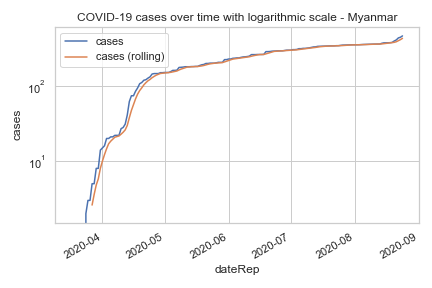 COVID-19 cases over time with logarithmic scale - Myanmar
cases
cases (rolling)
10²
10¹
cases
2020-04
2020-05
2020-06
2020-07
2020-08
2020-09
dateRep